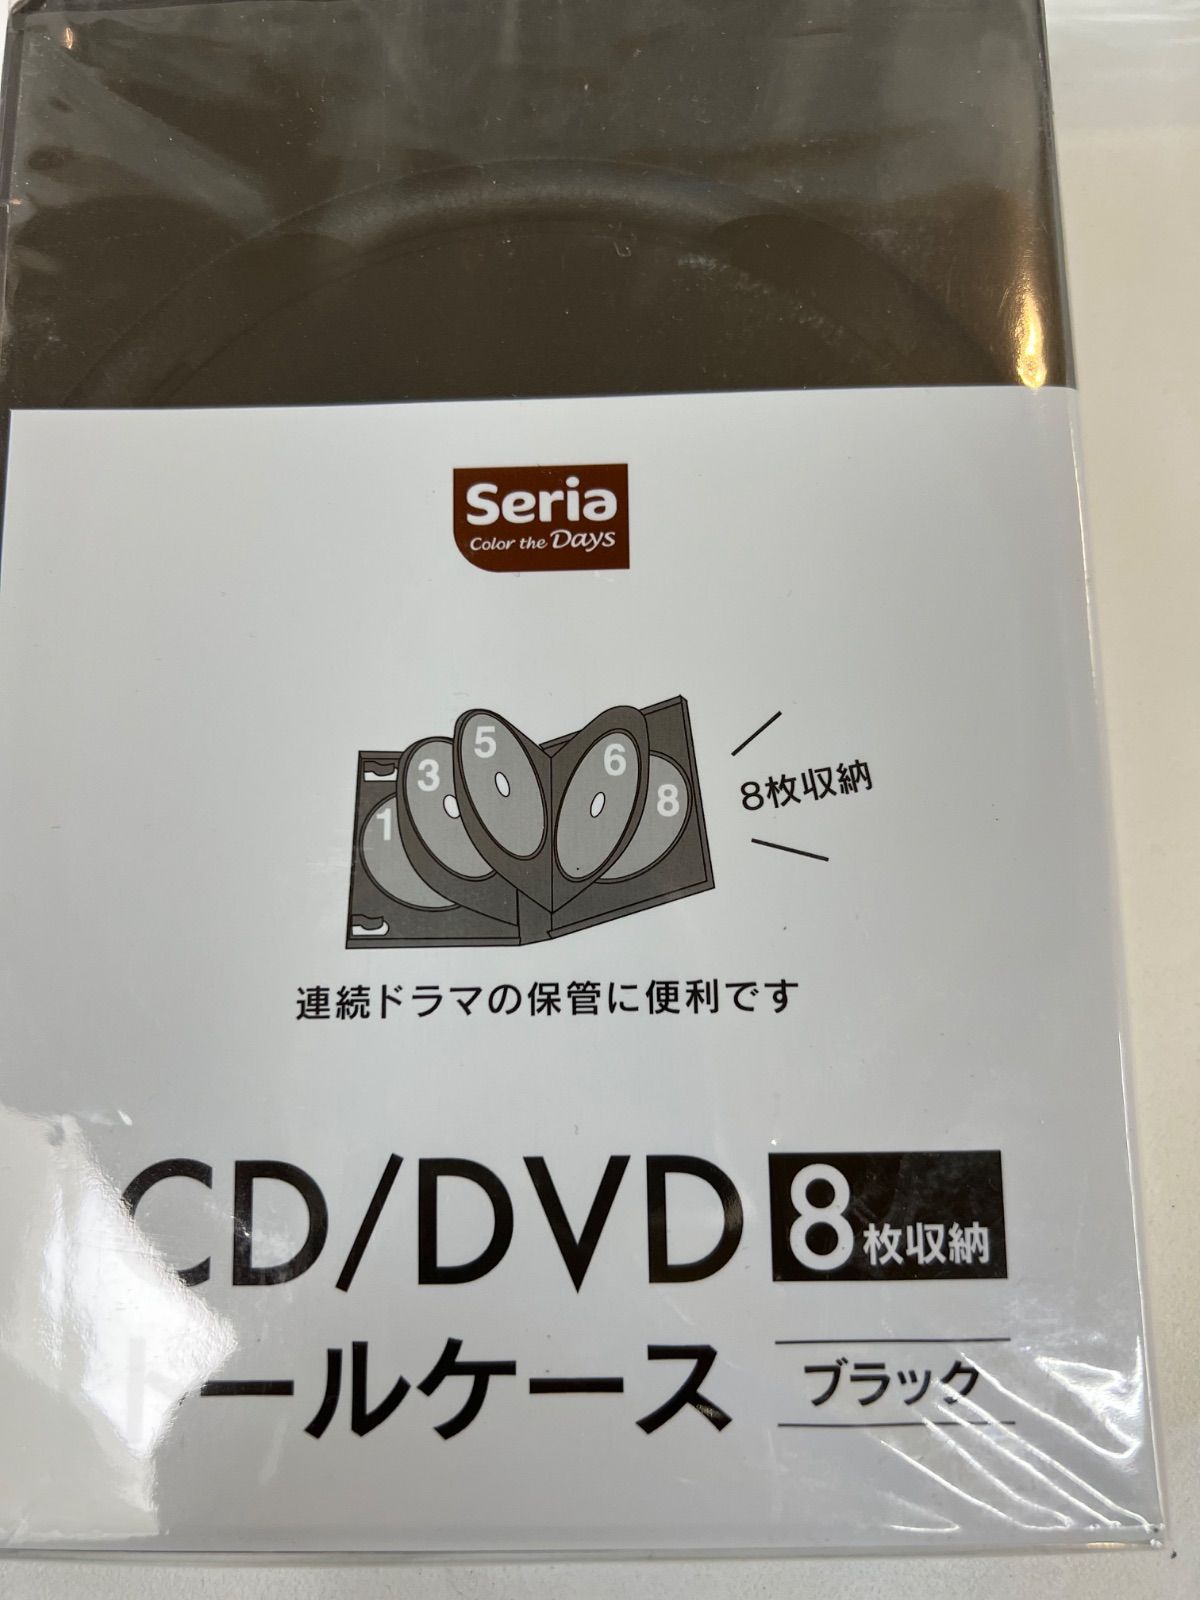 Seria
Color the Days
5
6
3
8
1
8枚収納
連続ドラマの保管に便利です
CD/DVD 8枚収納
トールケース ブラック